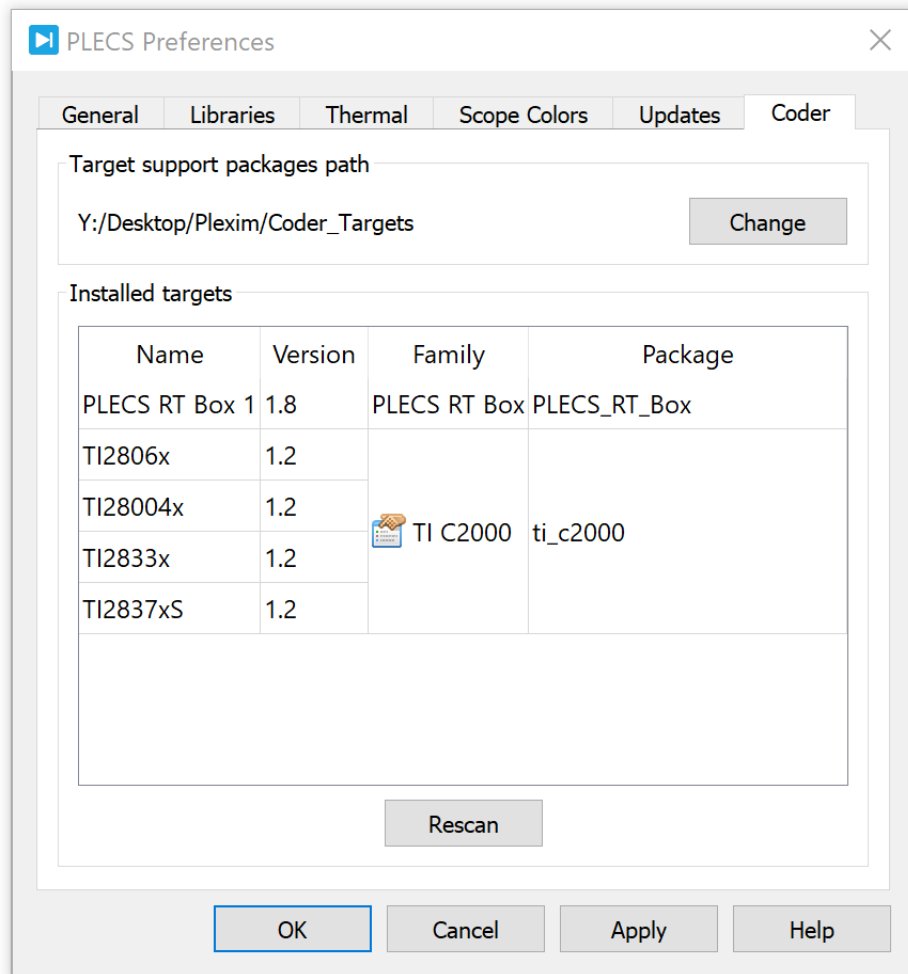 PLECS Preferences
General Libraries Thermal Scope Colors Updates Coder
Target support packages path
Y:/Desktop/Plexim/Coder_Targets Change
Installed targets
Name Version Family Package
PLECS RT Box 1 1.8 PLECS RT Box PLECS_RT_Box
TI2806x 1.2
TI28004x 1.2
TI C2000 ti_c2000
TI2833x 1.2
TI2837xS 1.2
Rescan
OK Cancel Apply Help